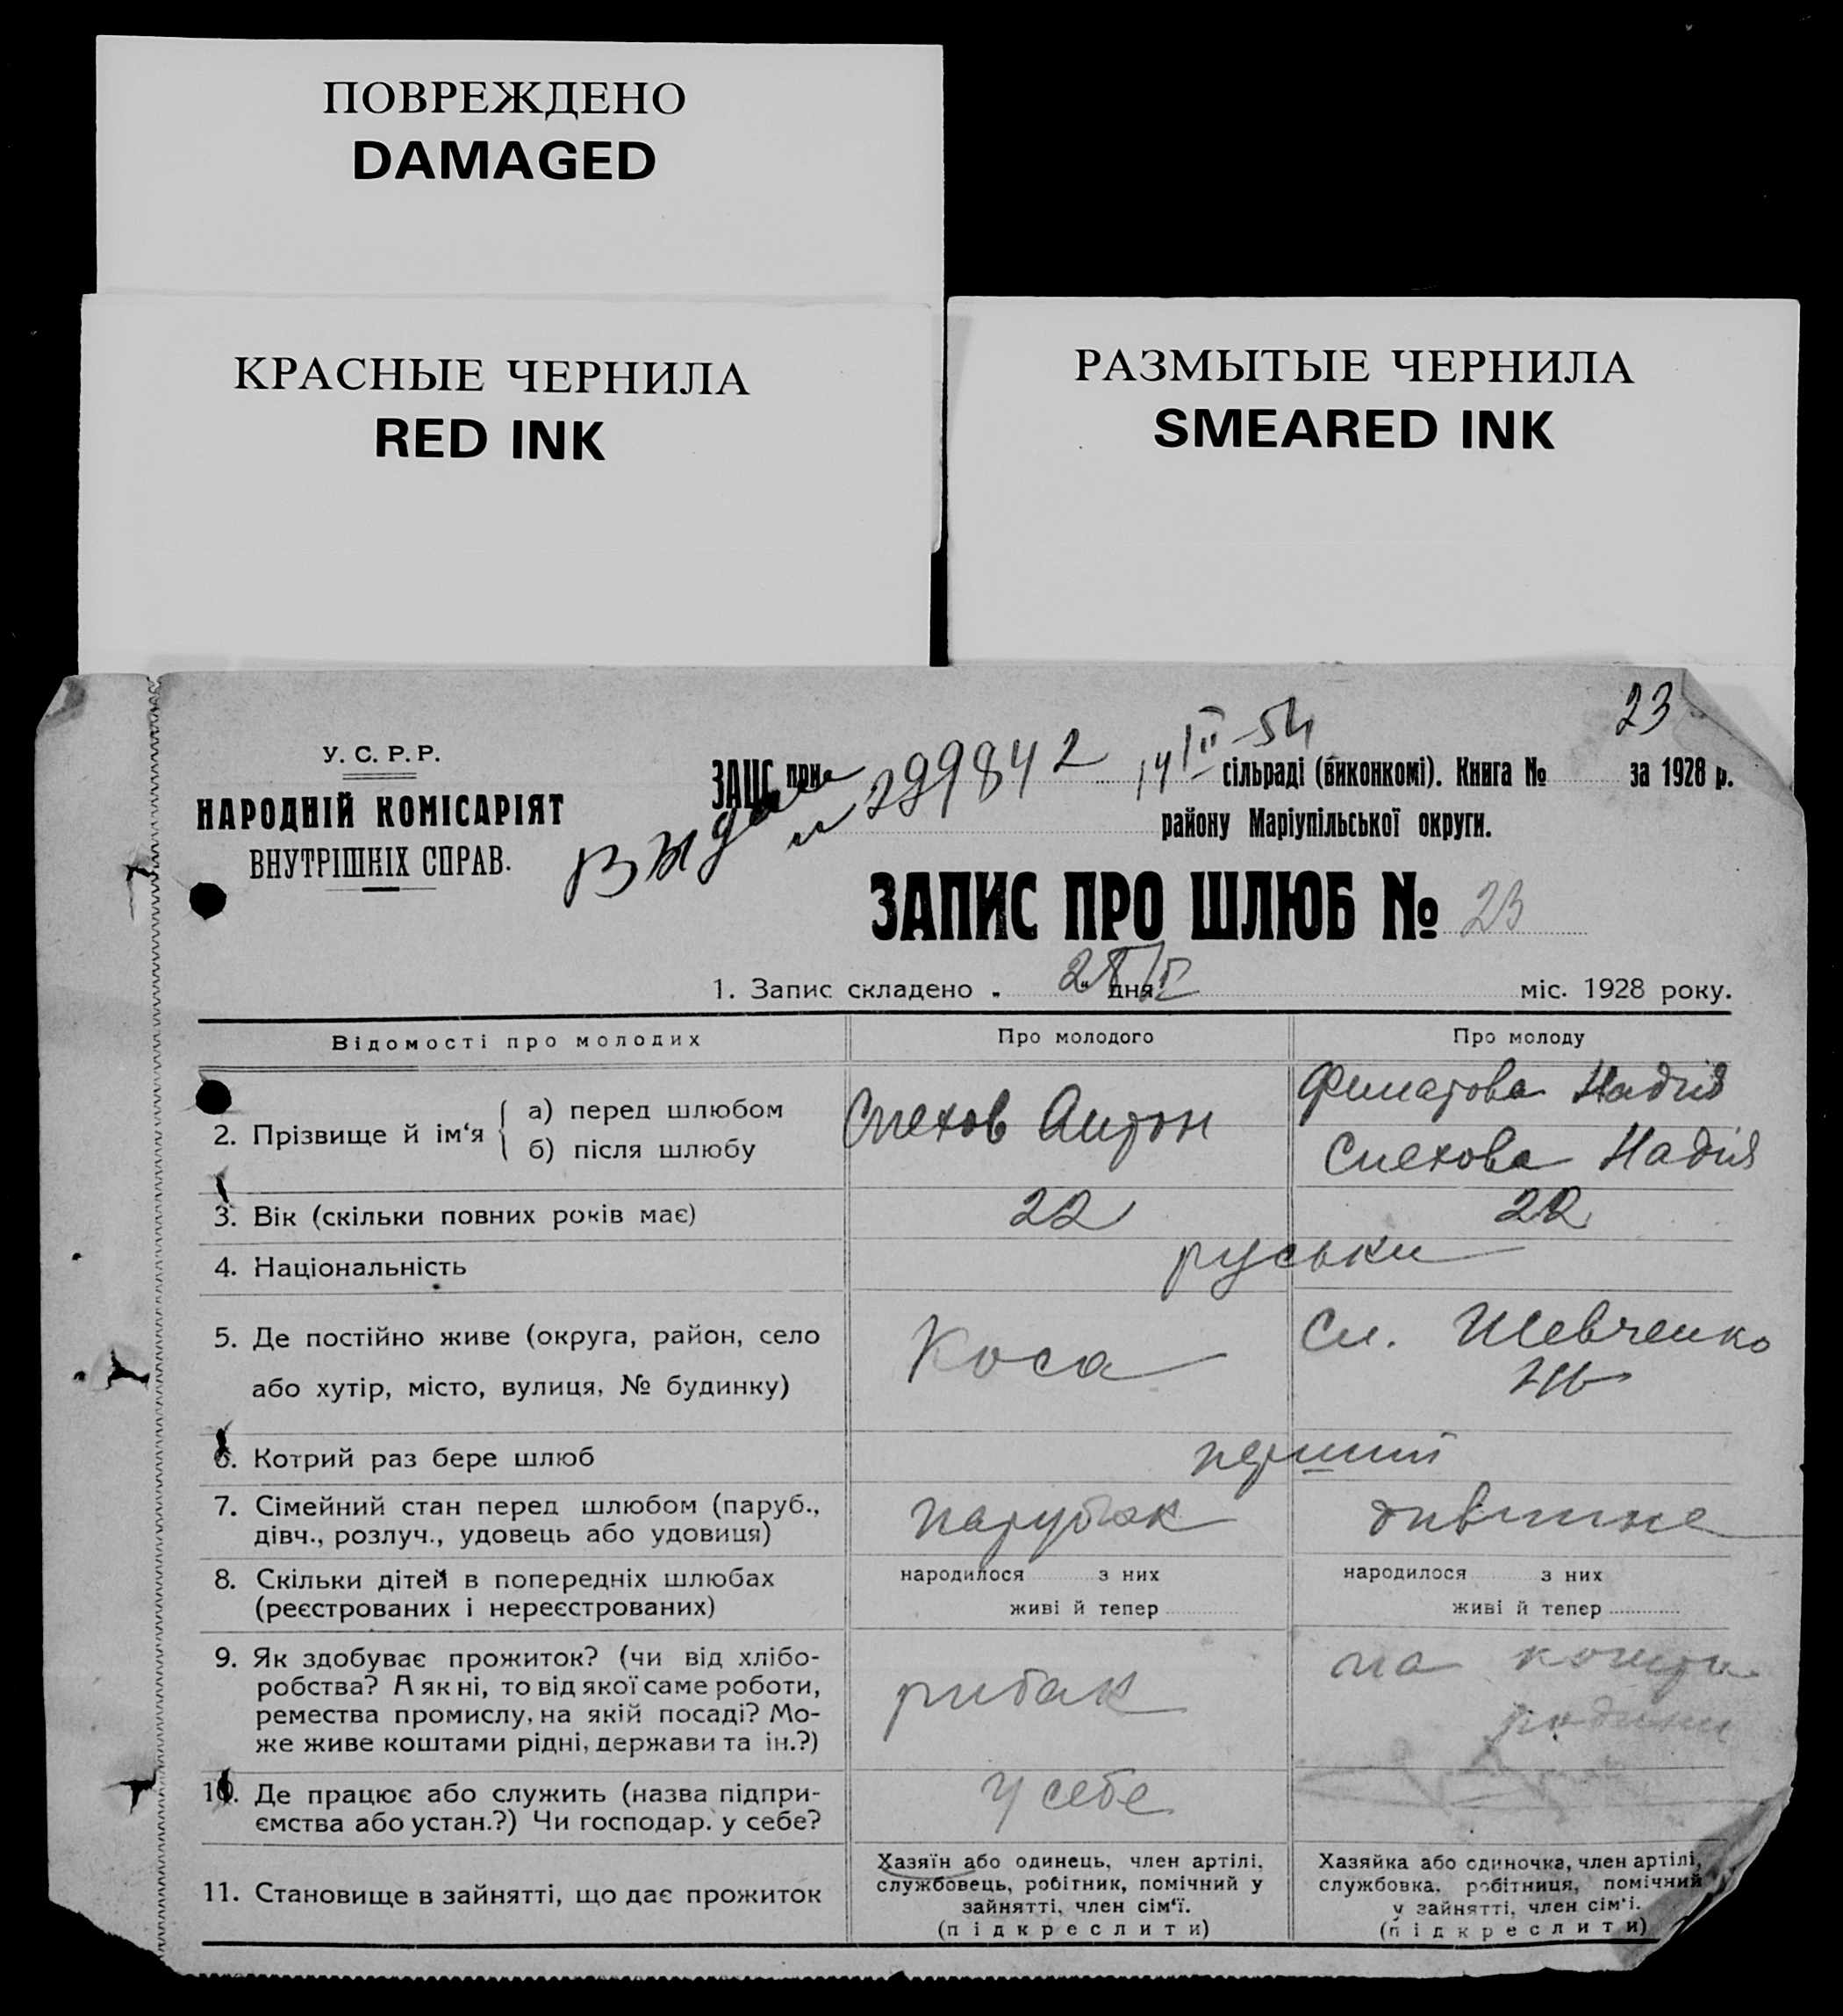 ПОВРЕЖДЕНО
DAMAGED
КРАСНЫЕ ЧЕРНИЛА
RED INK
РАЗМЫТЫЕ ЧЕРНИЛА
SMEARED INK
23
У. С. Р. Р.
НАРОДНІЙ КОМІСАРІЯТ
ВНУТРІШНІХ СПРАВ.
ЗАЦС при 14 III-54 сільраді (виконкомі). Книга № за 1928 р.
299842
району Маріупільської округи.
ЗАПИС ПРО ШЛЮБ № 23
1. Запис складено „ 28 " дня міс. 1928 року.
Відомості про молодих Про молодого Про молоду
2. Прізвище й ім‘я
а) перед шлюбом
б) після шлюбу
Спехов Антон
Филатова Надія
Спехова Надія
3. Вік (скільки повних років має) 22 22
4. Національність руськи
5. Де постійно живе (округа, район, село
або хутір, місто, вулиця, № будинку)
Коса
Сл. Шевченко
6. Котрий раз бере шлюб перший
7. Сімейний стан перед шлюбом (паруб.,
дівч., розлуч., удовець або удовиця)
парубок
8. Скільки дітей в попередніх шлюбах
(реєстрованих і нереєстрованих)
народилося з них
живі й тепер
народилося з них
живі й тепер
9. Як здобуває прожиток? (чи від хлібо-
робства? А як ні, то від якої саме роботи,
ремества промислу, на якій посаді? Мо-
же живе коштами рідні, держави та ін.?)
рибак
на кошти
родини
10. Де працює або служить (назва підпри-
ємства або устан.?) Чи господар. у себе?
у себе
11. Становище в зайнятті, що дає прожиток
Хазяїн або одинець, член артілі,
службовець, робітник, помічний у
зайнятті, член сім‘ї.
(підкреслити)
Хазяйка або одиночка, член артілі,
службовка, робітниця, помічний
у зайнятті, член сім‘і.
(підкреслити)